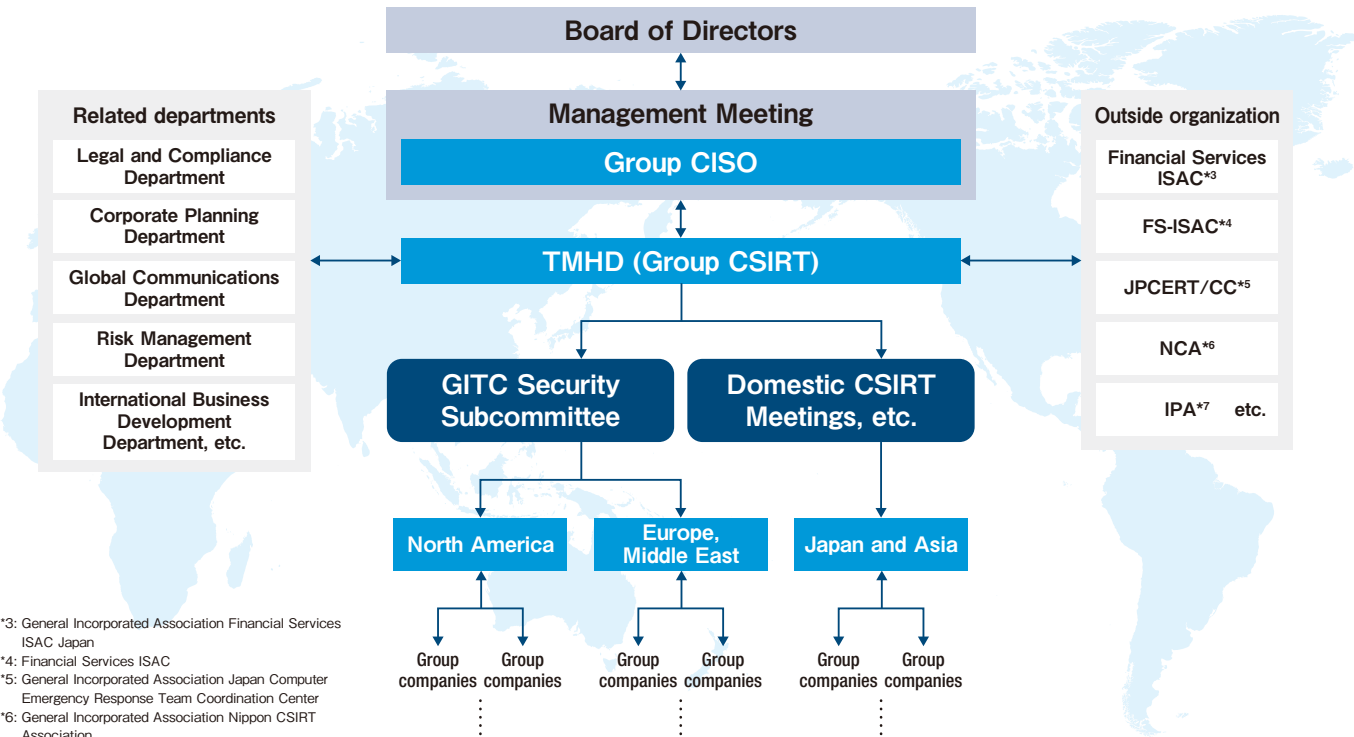 Board of Directors
Management Meeting
Group CISO
TMHD (Group CSIRT)
Related departments
Legal and Compliance
Department
Corporate Planning
Department
Global Communications
Department
Risk Management
Department
International Business
Development
Department, etc.
Outside organization
Financial Services
ISAC*3
FS-ISAC*4
JPCERT/CC*5
NCA*6
IPA*7 etc.
GITC Security
Subcommittee
Domestic CSIRT
Meetings, etc.
North America
Europe,
Middle East
Japan and Asia
Group
companies
Group
companies
Group
companies
Group
companies
Group
companies
Group
companies
*3: General Incorporated Association Financial Services
ISAC Japan
*4: Financial Services ISAC
*5: General Incorporated Association Japan Computer
Emergency Response Team Coordination Center
*6: General Incorporated Association Nippon CSIRT
Association